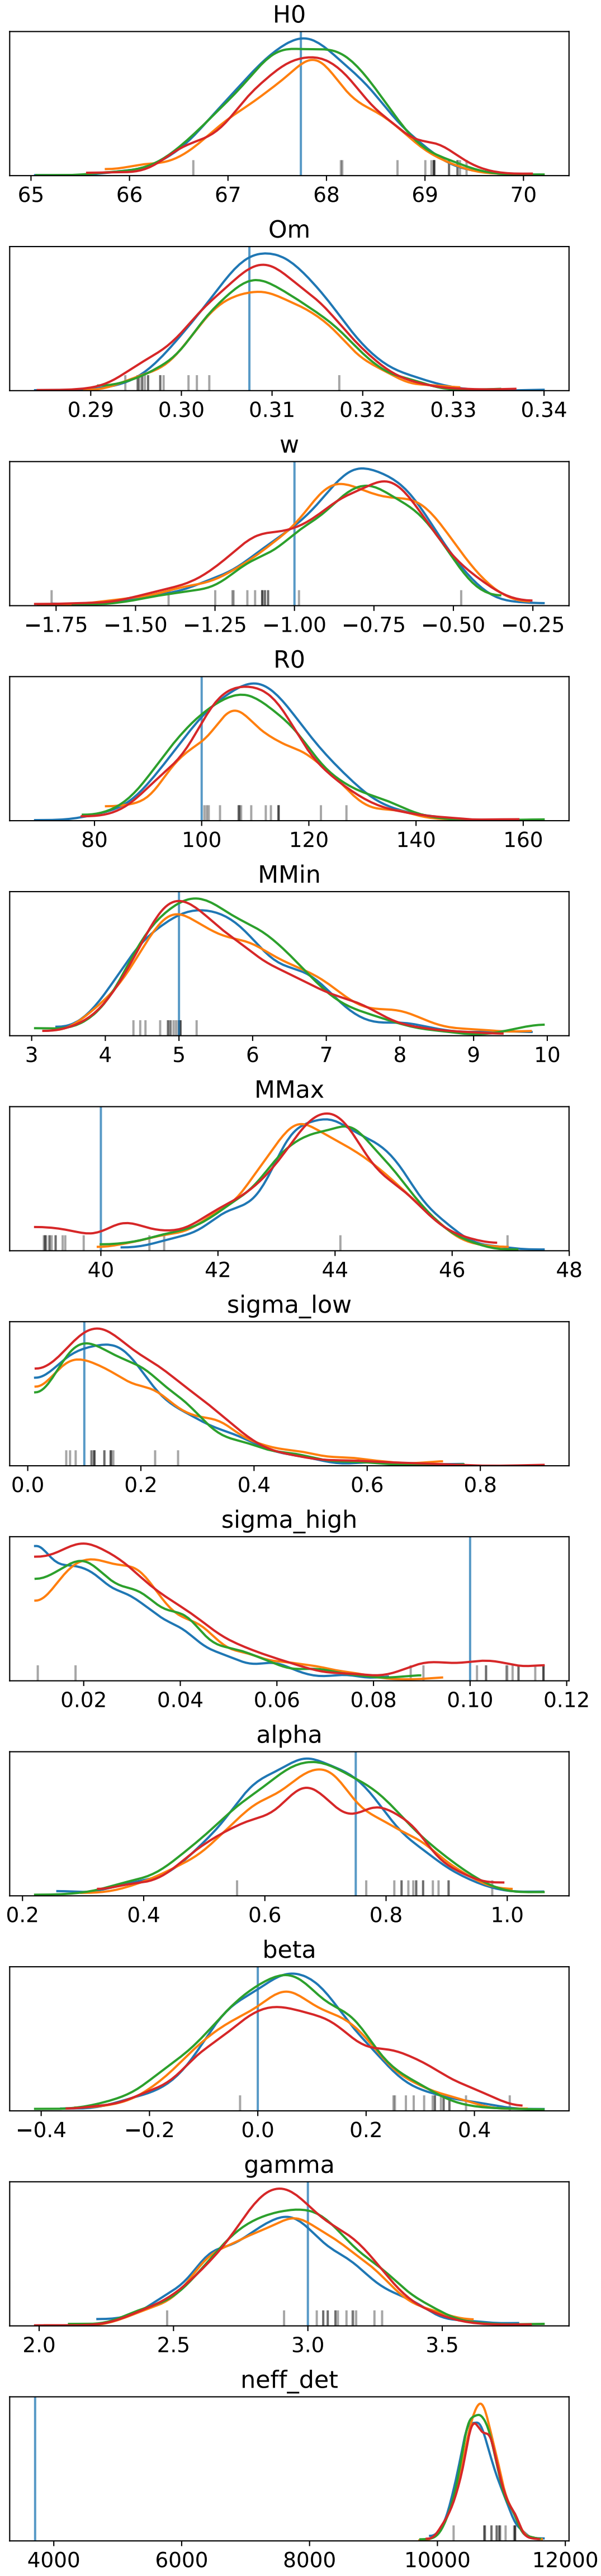 H0
65 66 67 68 69 70
Om
0.29 0.30 0.31 0.32 0.33 0.34
w
−1.75 −1.50 −1.25 −1.00 −0.75 −0.50 −0.25
R0
80 100 120 140 160
MMin
3 4 5 6 7 8 9 10
MMax
40 42 44 46 48
sigma_low
0.0 0.2 0.4 0.6 0.8
sigma_high
0.02 0.04 0.06 0.08 0.10 0.12
alpha
0.2 0.4 0.6 0.8 1.0
beta
−0.4 −0.2 0.0 0.2 0.4
gamma
2.0 2.5 3.0 3.5
neff_det
4000 6000 8000 10000 12000